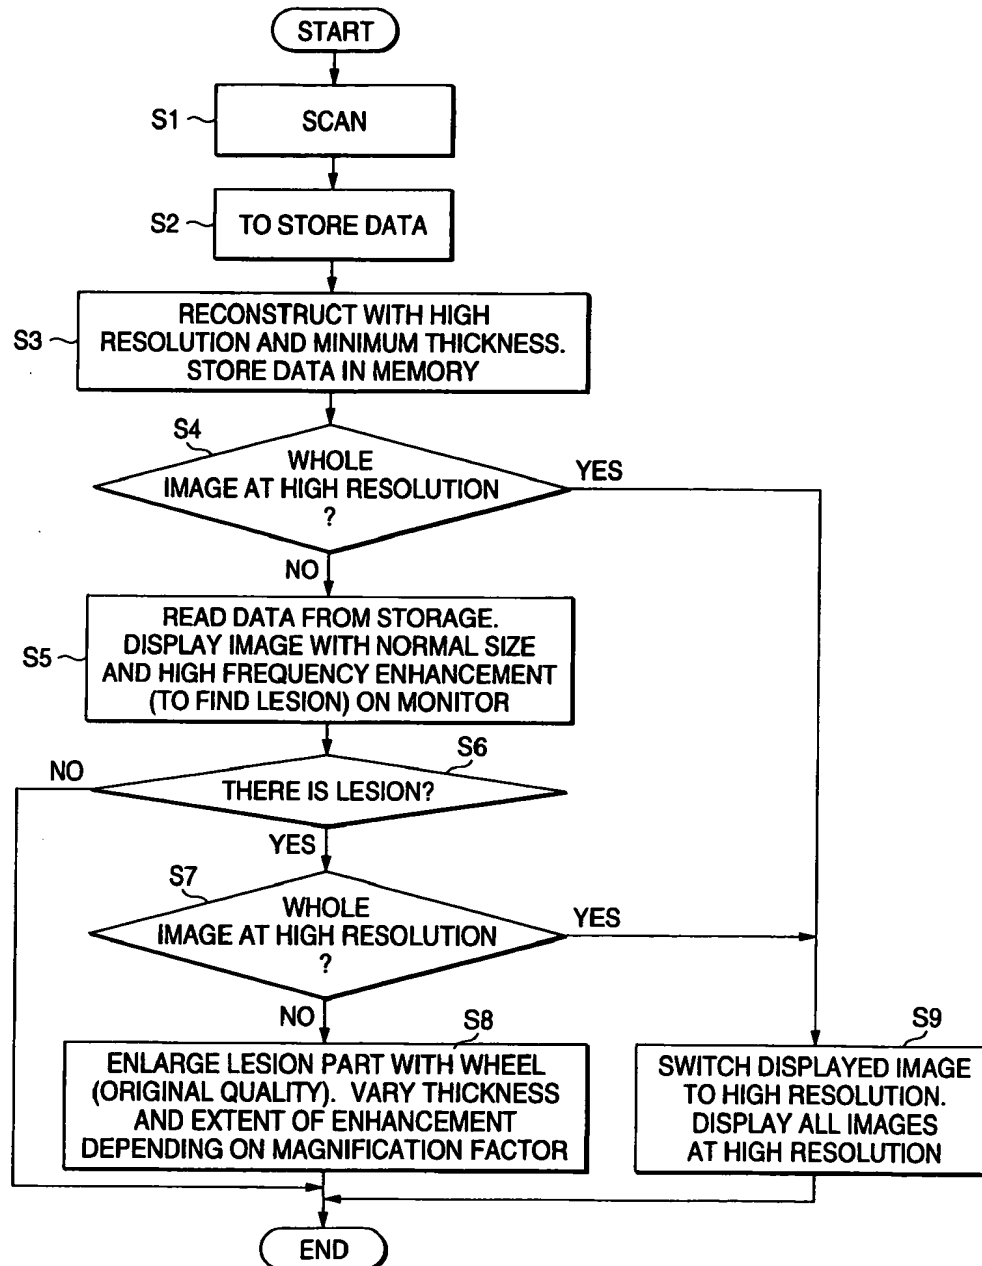 START
S1
SCAN
S2
TO STORE DATA
S3
RECONSTRUCT WITH HIGH
RESOLUTION AND MINIMUM THICKNESS.
STORE DATA IN MEMORY
S4
WHOLE
IMAGE AT HIGH RESOLUTION
?
YES
NO
S5
READ DATA FROM STORAGE.
DISPLAY IMAGE WITH NORMAL SIZE
AND HIGH FREQUENCY ENHANCEMENT
(TO FIND LESION) ON MONITOR
S6
NO
THERE IS LESION?
YES
S7
WHOLE
IMAGE AT HIGH RESOLUTION
?
YES
NO
S8
ENLARGE LESION PART WITH WHEEL
(ORIGINAL QUALITY). VARY THICKNESS
AND EXTENT OF ENHANCEMENT
DEPENDING ON MAGNIFICATION FACTOR
S9
SWITCH DISPLAYED IMAGE
TO HIGH RESOLUTION.
DISPLAY ALL IMAGES
AT HIGH RESOLUTION
END